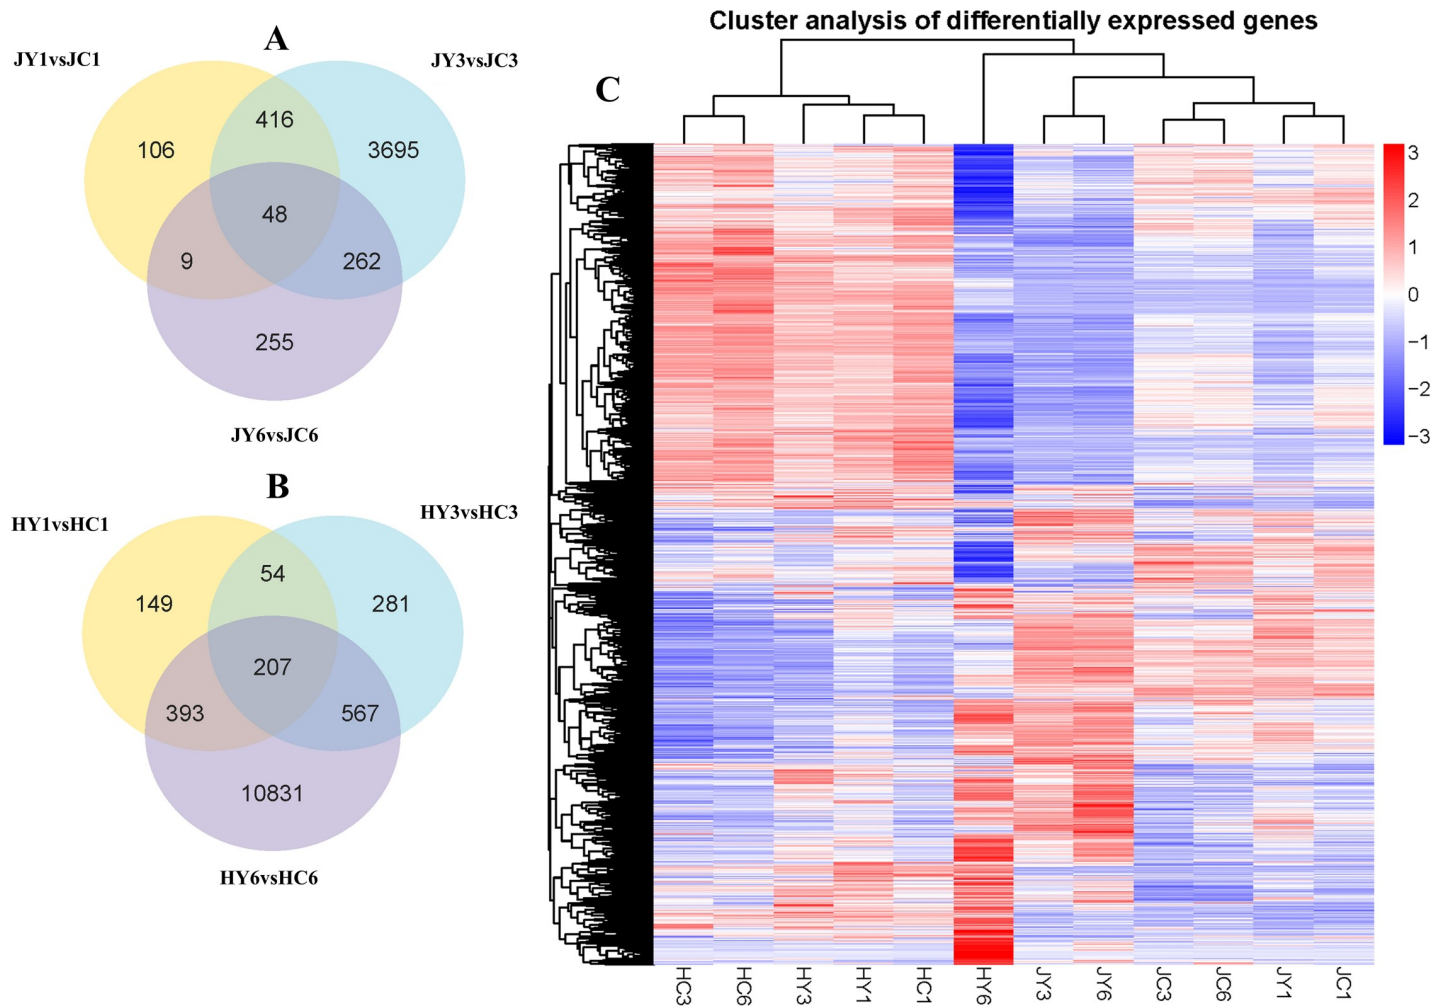 A
JY1vsJC1
JY3vsJC3
416
106
3695
48
9
262
255
JY6vsJC6
B
HY1vsHC1
HY3vsHC3
54
149
281
207
393
567
10831
HY6vsHC6
Cluster analysis of differentially expressed genes
C
3
2
1
0
−1
−2
−3
HC3
HC6
HY3
HY1
HC1
HY6
JY3
JY6
JC3
JC6
JY1
JC1